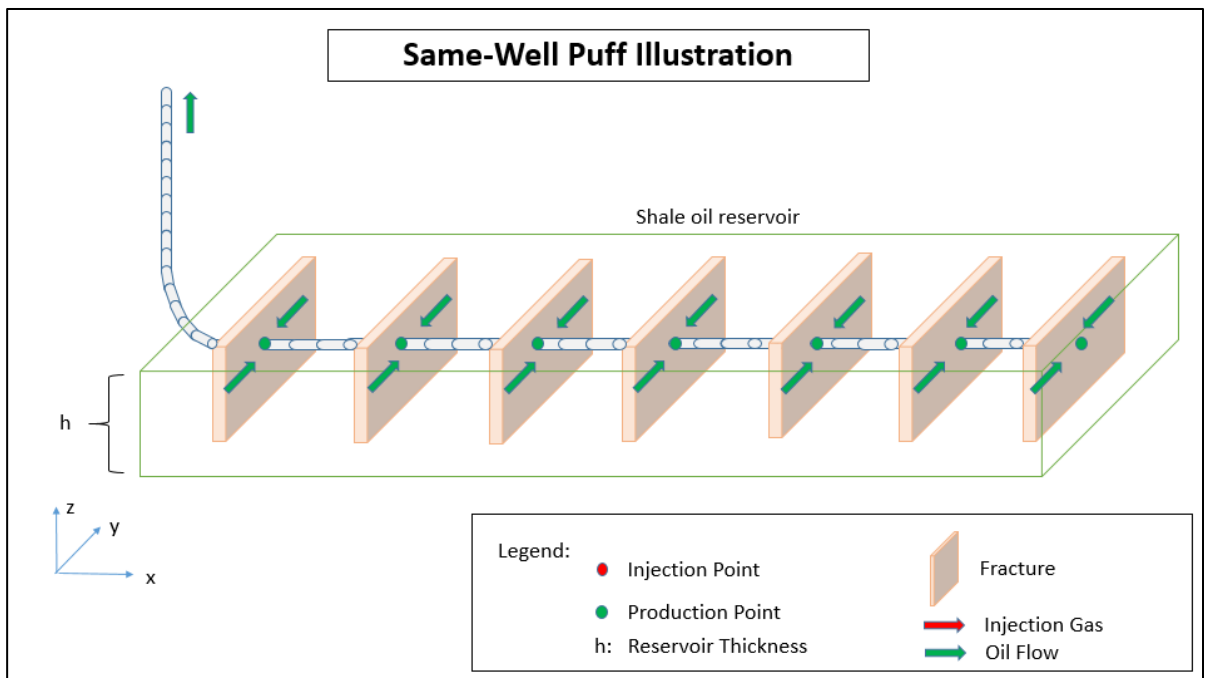 Same-Well Puff Illustration
Shale oil reservoir
h
z
y
x
Legend:
Injection Point
Production Point
h: Reservoir Thickness
Fracture
Injection Gas
Oil Flow